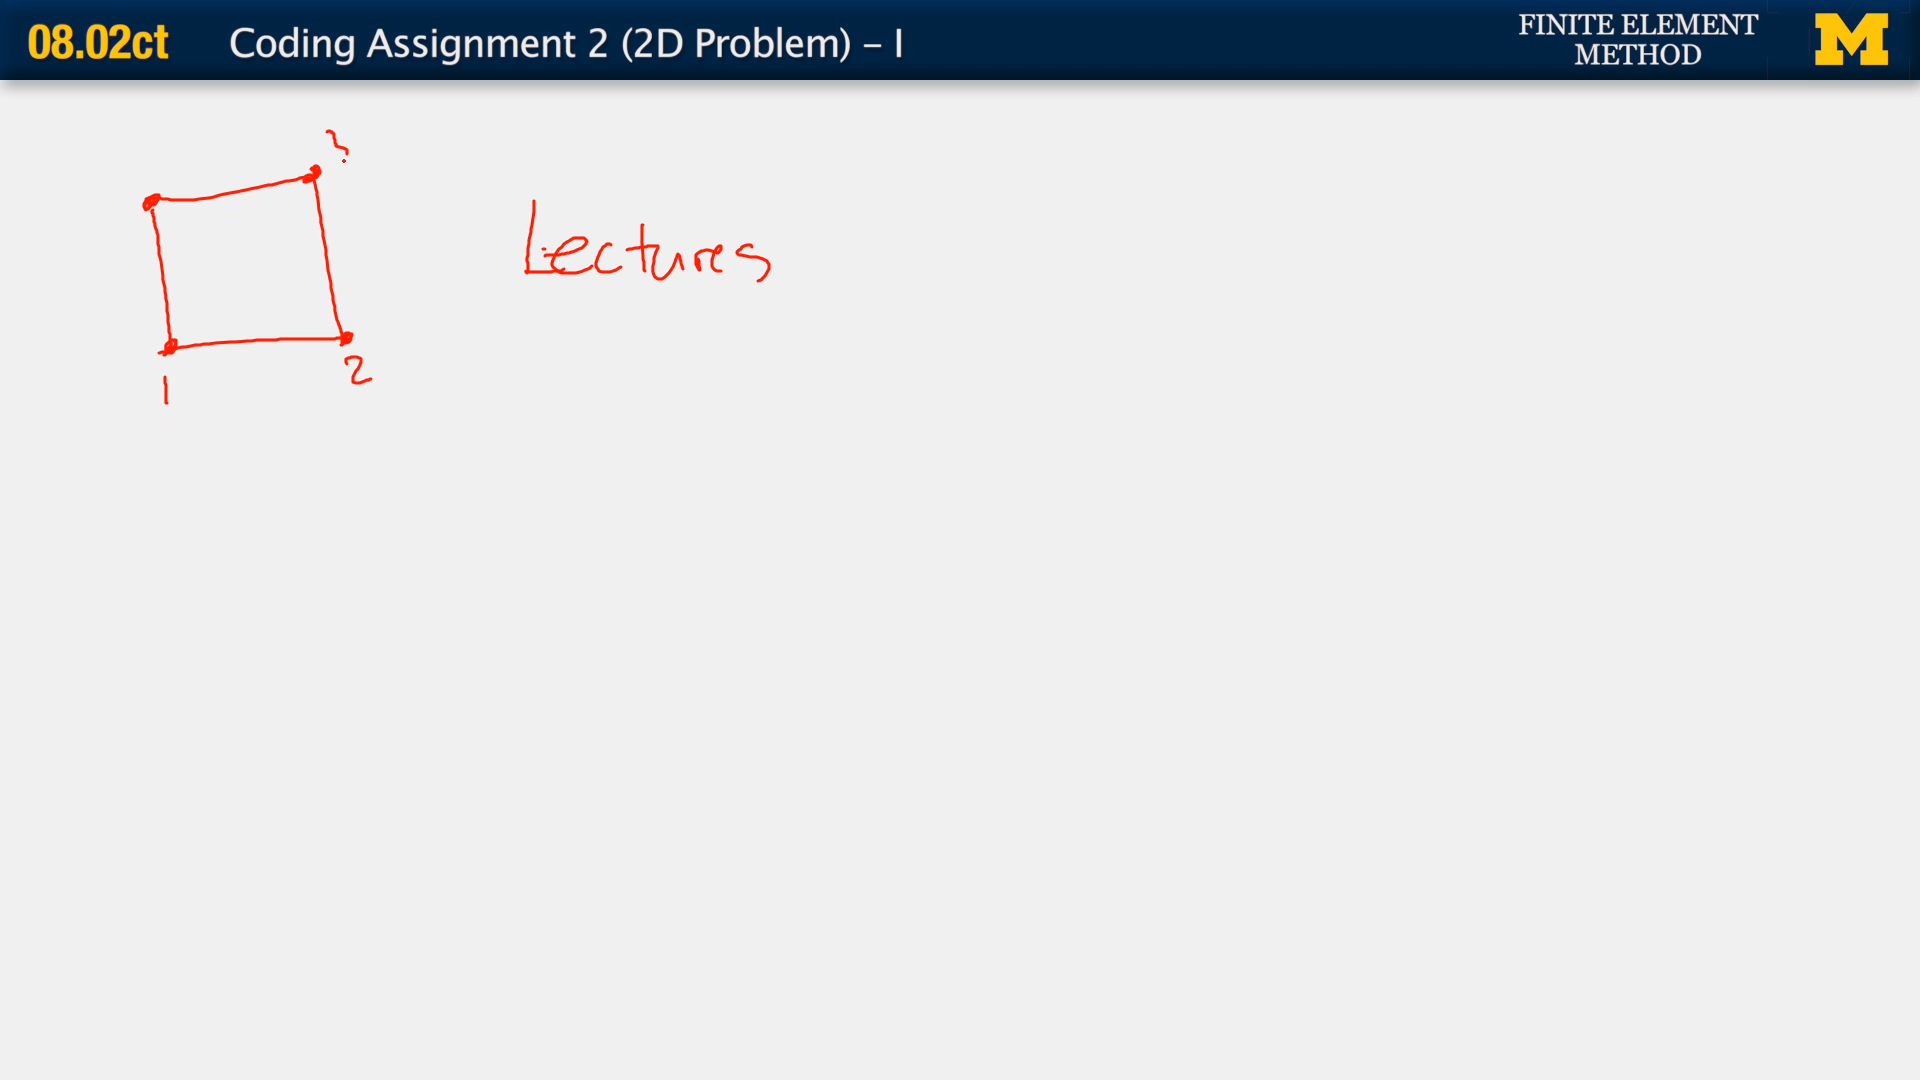 08.02ct Coding Assignment 2 (2D Problem) – I
FINITE ELEMENT
METHOD
M
3
Lectures
1
2